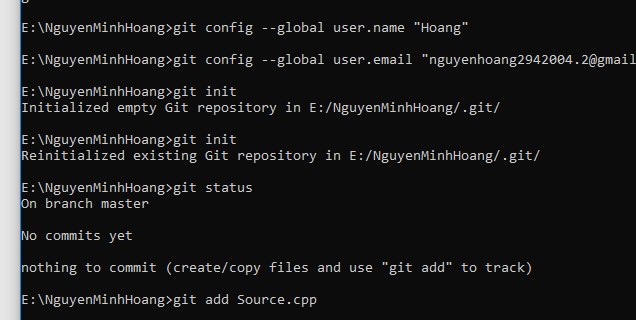 E:\NguyenMinhHoang>git config --global user.name "Hoang"
E:\NguyenMinhHoang>git config --global user.email "nguyenhoang2942004.2@gmail
E:\NguyenMinhHoang>git init
Initialized empty Git repository in E:/NguyenMinhHoang/.git/
E:\NguyenMinhHoang>git init
Reinitialized existing Git repository in E:/NguyenMinhHoang/.git/
E:\NguyenMinhHoang>git status
On branch master
No commits yet
nothing to commit (create/copy files and use "git add" to track)
E:\NguyenMinhHoang>git add Source.cpp